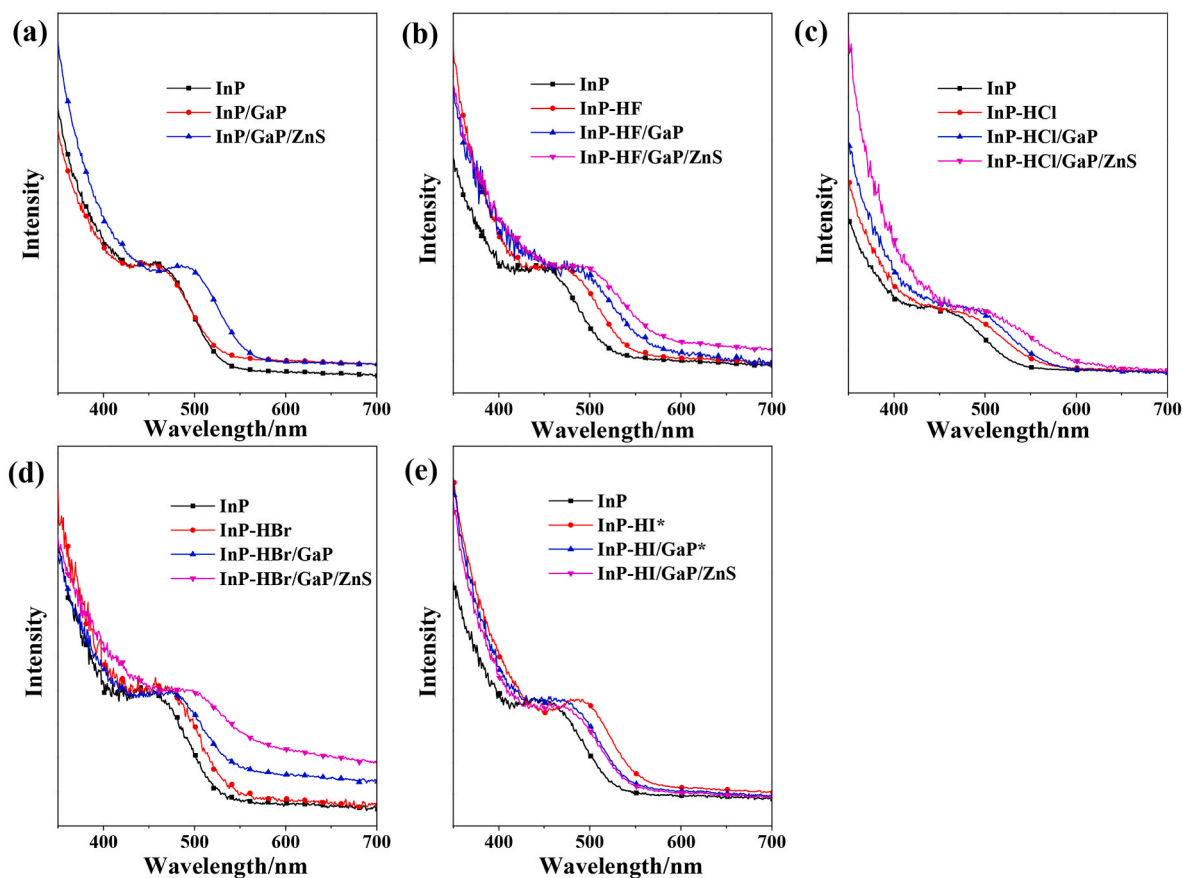 (a)
InP
InP/GaP
InP/GaP/ZnS
Intensity
400 500 600 700
Wavelength/nm
(b)
InP
InP-HF
InP-HF/GaP
InP-HF/GaP/ZnS
Intensity
400 500 600 700
Wavelength/nm
(c)
InP
InP-HCl
InP-HCl/GaP
InP-HCl/GaP/ZnS
Intensity
400 500 600 700
Wavelength/nm
(d)
InP
InP-HBr
InP-HBr/GaP
InP-HBr/GaP/ZnS
Intensity
400 500 600 700
Wavelength/nm
(e)
InP
InP-HI*
InP-HI/GaP*
InP-HI/GaP/ZnS
Intensity
400 500 600 700
Wavelength/nm